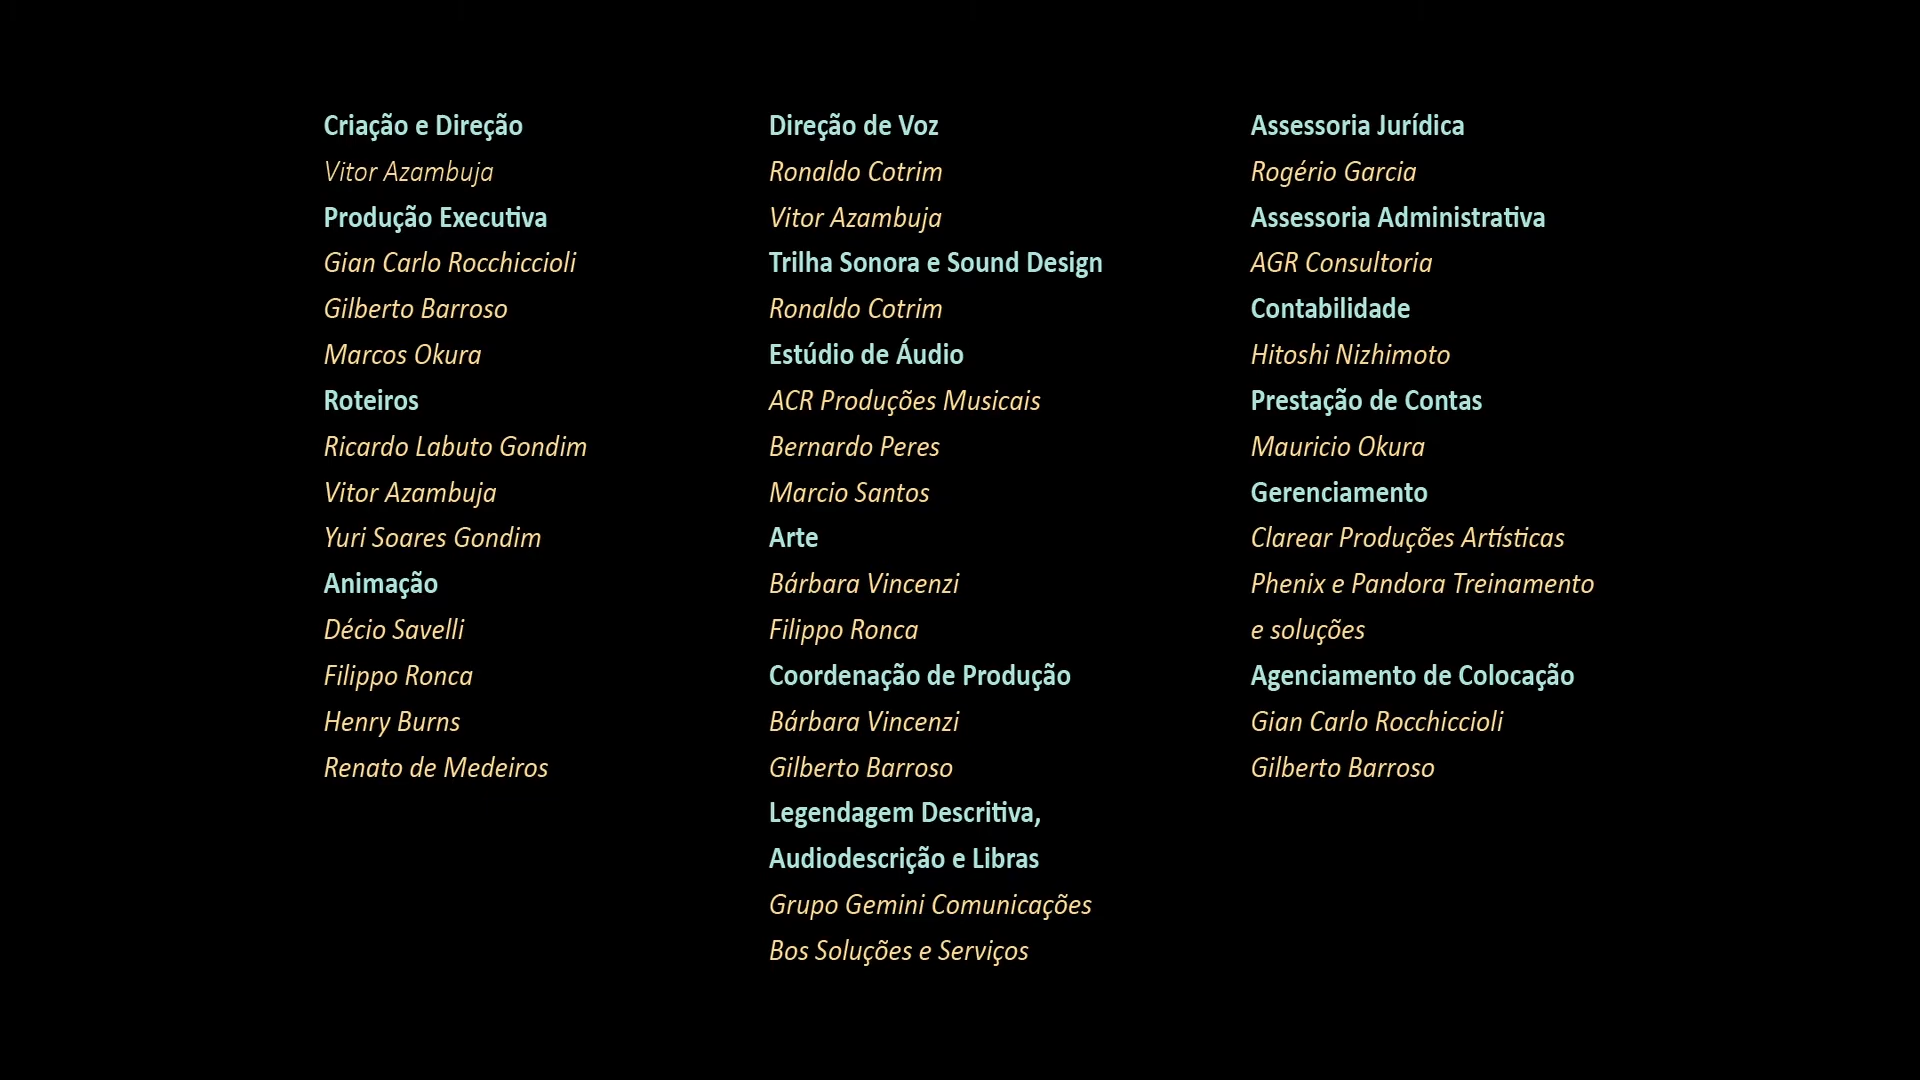 Criação e Direção
Vitor Azambuja
Produção Executiva
Gian Carlo Rocchiccioli
Gilberto Barroso
Marcos Okura
Roteiros
Ricardo Labuto Gondim
Vitor Azambuja
Yuri Soares Gondim
Animação
Décio Savelli
Filippo Ronca
Henry Burns
Renato de Medeiros
Direção de Voz
Ronaldo Cotrim
Vitor Azambuja
Trilha Sonora e Sound Design
Ronaldo Cotrim
Estúdio de Áudio
ACR Produções Musicais
Bernardo Peres
Marcio Santos
Arte
Bárbara Vincenzi
Filippo Ronca
Coordenação de Produção
Bárbara Vincenzi
Gilberto Barroso
Legendagem Descritiva,
Audiodescrição e Libras
Grupo Gemini Comunicações
Bos Soluções e Serviços
Assessoria Jurídica
Rogério Garcia
Assessoria Administrativa
AGR Consultoria
Contabilidade
Hitoshi Nizhimoto
Prestação de Contas
Mauricio Okura
Gerenciamento
Clarear Produções Artísticas
Phenix e Pandora Treinamento
e soluções
Agenciamento de Colocação
Gian Carlo Rocchiccioli
Gilberto Barroso